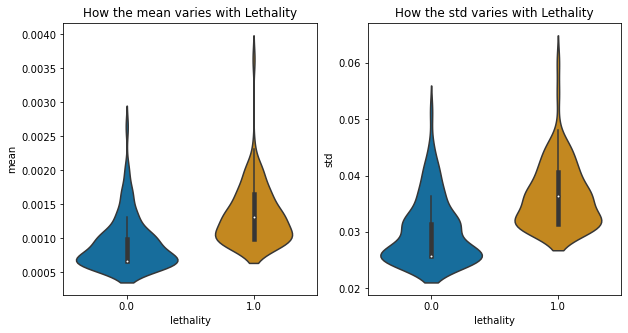 How the mean varies with Lethality
0.0040
0.0035
0.0030
0.0025
0.0020
0.0015
0.0010
0.0005
mean
0.0
1.0
lethality
How the std varies with Lethality
0.06
0.05
0.04
0.03
0.02
std
0.0
1.0
lethality